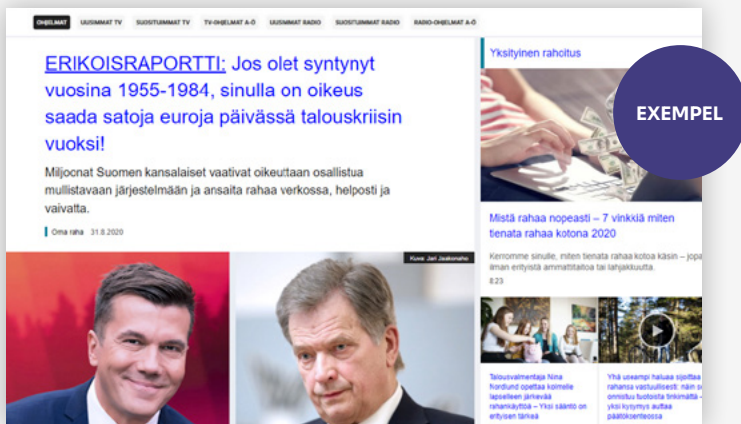 OHJELMAT UUSIMMAT TV SUOSITUIMMAT TV TV-OHJELMAT A-Ö UUSIMMAT RADIO SUOSITUIMMAT RADIO RADIO-OHJELMAT A-Ö
ERIKOISRAPORTTI: Jos olet syntynyt
vuosina 1955-1984, sinulla on oikeus
saada satoja euroja päivässä talouskriisin
vuoksi!
Miljoonat Suomen kansalaiset vaativat oikeuttaan osallistua
mullistavaan järjestelmään ja ansaita rahaa verkossa, helposti ja
vaivatta.
Oma raha 31.8.2020
Kuva: Jari Jaakonaho
Yksityinen rahoitus
EXEMPEL
Mistä rahaa nopeasti – 7 vinkkiä miten
tienata rahaa kotona 2020
Kerromme sinulle, miten tienata rahaa kotoa käsin – jopa
ilman erityistä ammattitaitoa tai lahjakkuutta.
8.23
Talousvalmentaja Nina
Nordlund opettaa kolmelle
lapselleen järkevää
rahankäyttöä – Yksi sääntö on
erityisen tärkeä
Yhä useampi haluaa sijoittaa
rahansa vastuullisesti: näin
onnistuu tuotoista tinkimättä –
yksi kysymys auttaa
päätöksenteossa